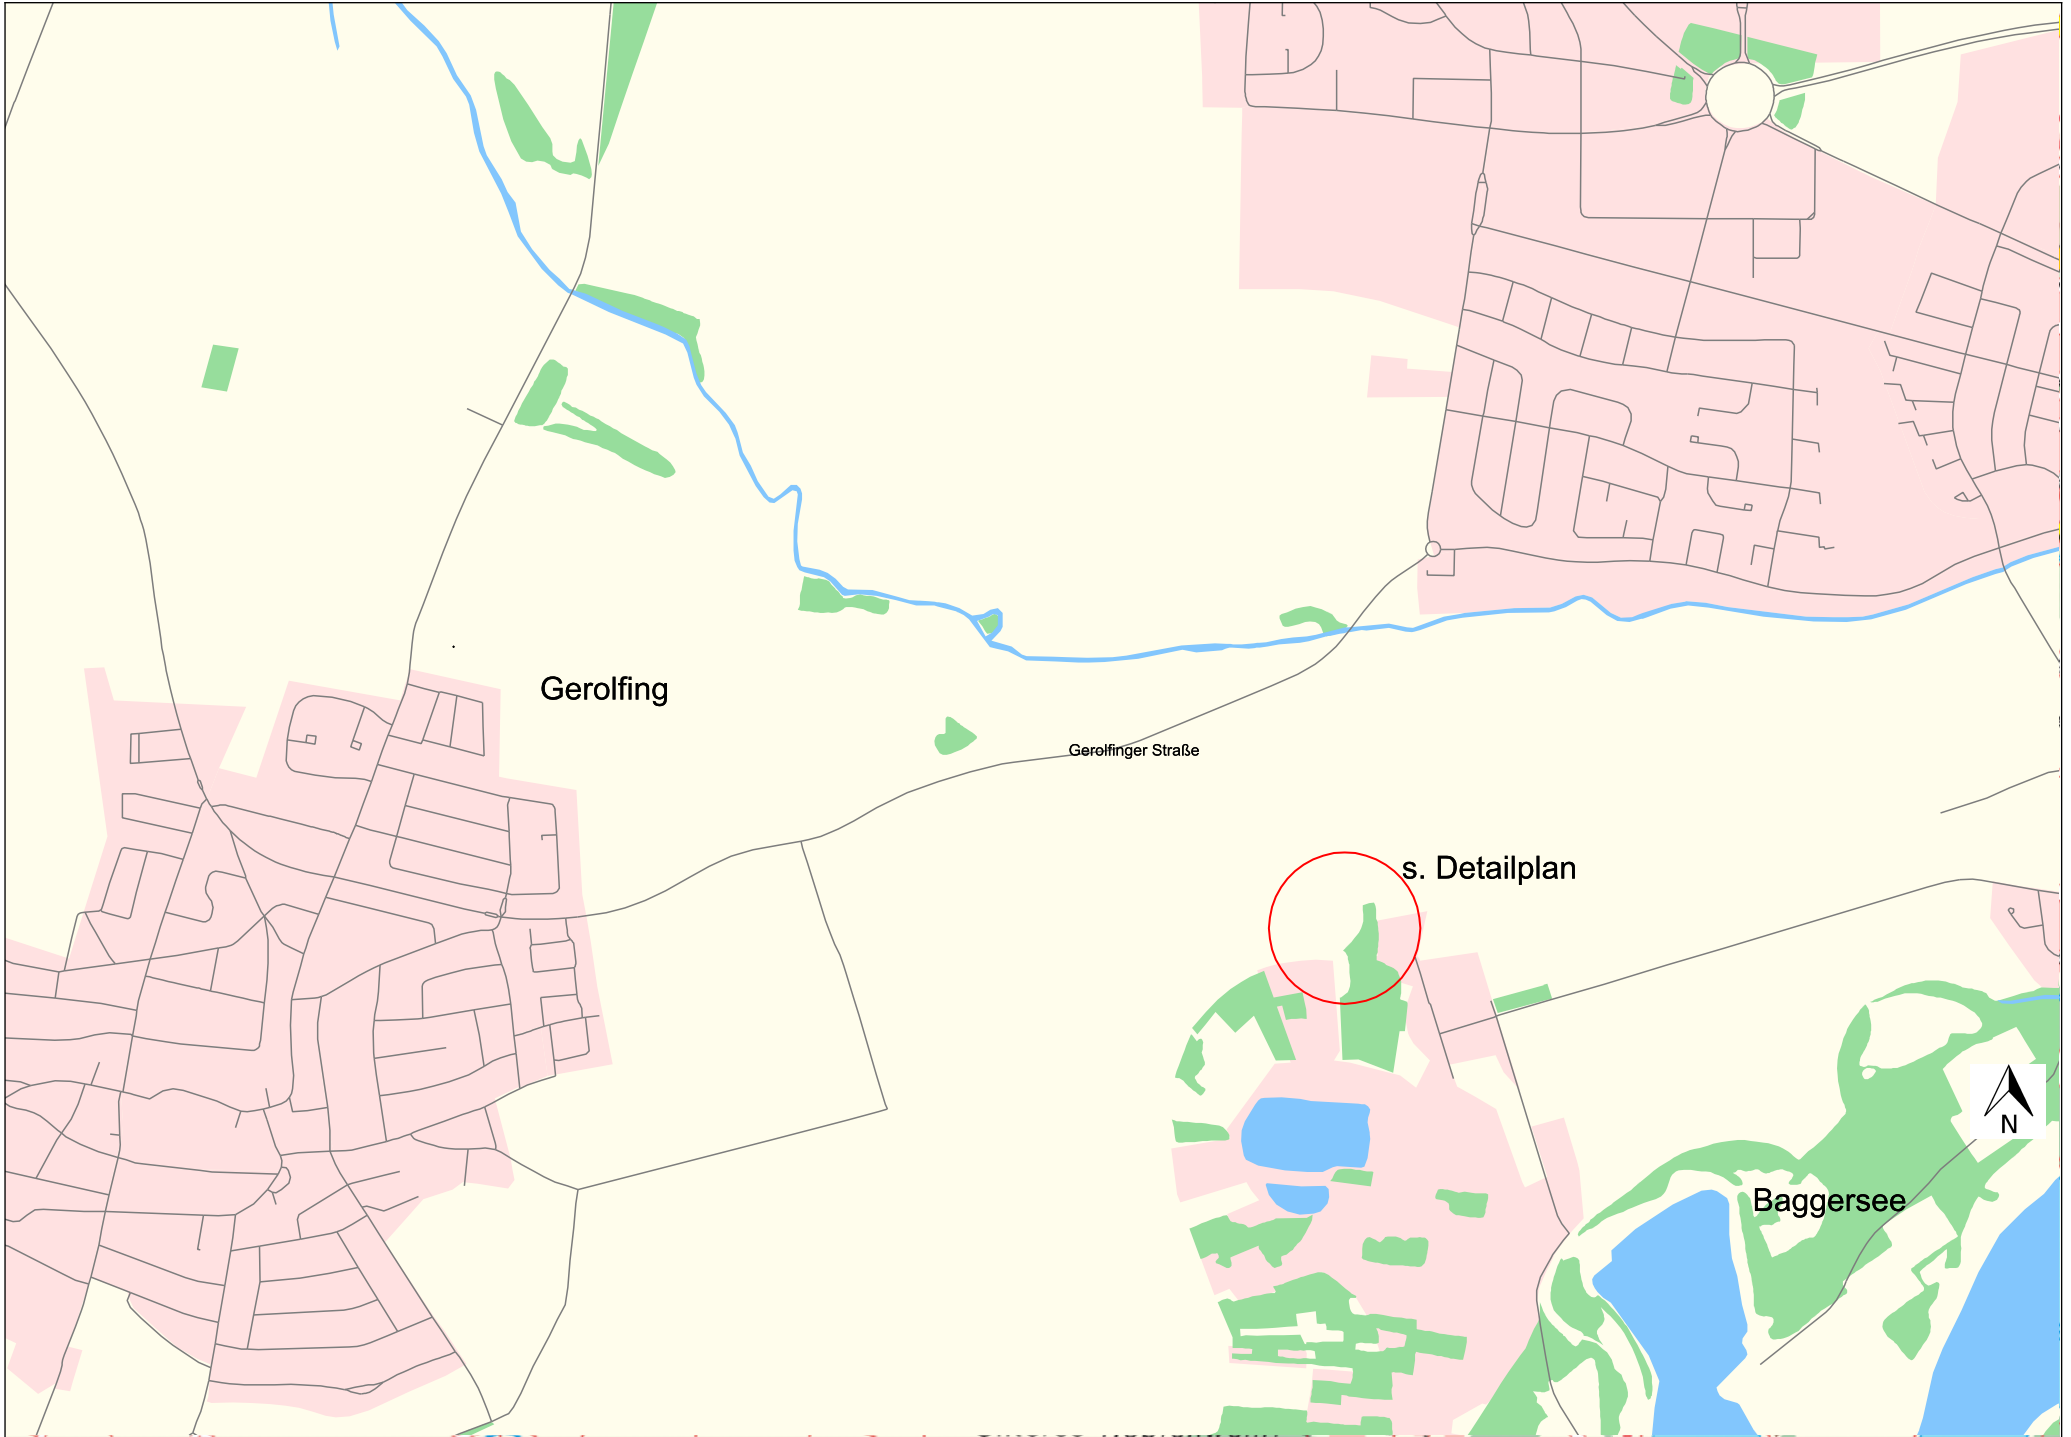 Gerolfing
Gerolfinger Straße
s. Detailplan
N
Baggersee